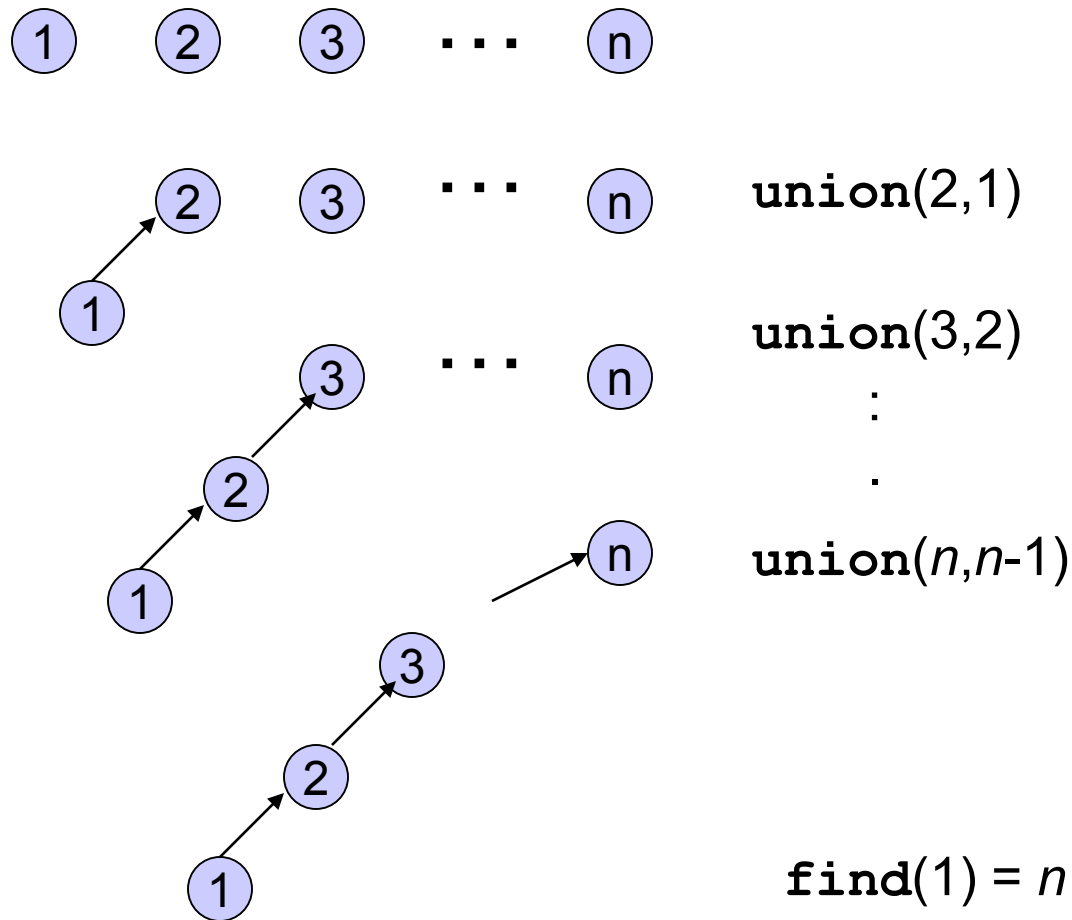 1 2 3 ... n
2 3 ... n union(2,1)
1
union(3,2)
3 ... n
:
2
.
n union(n,n-1)
1
3
2
1 find(1) = n